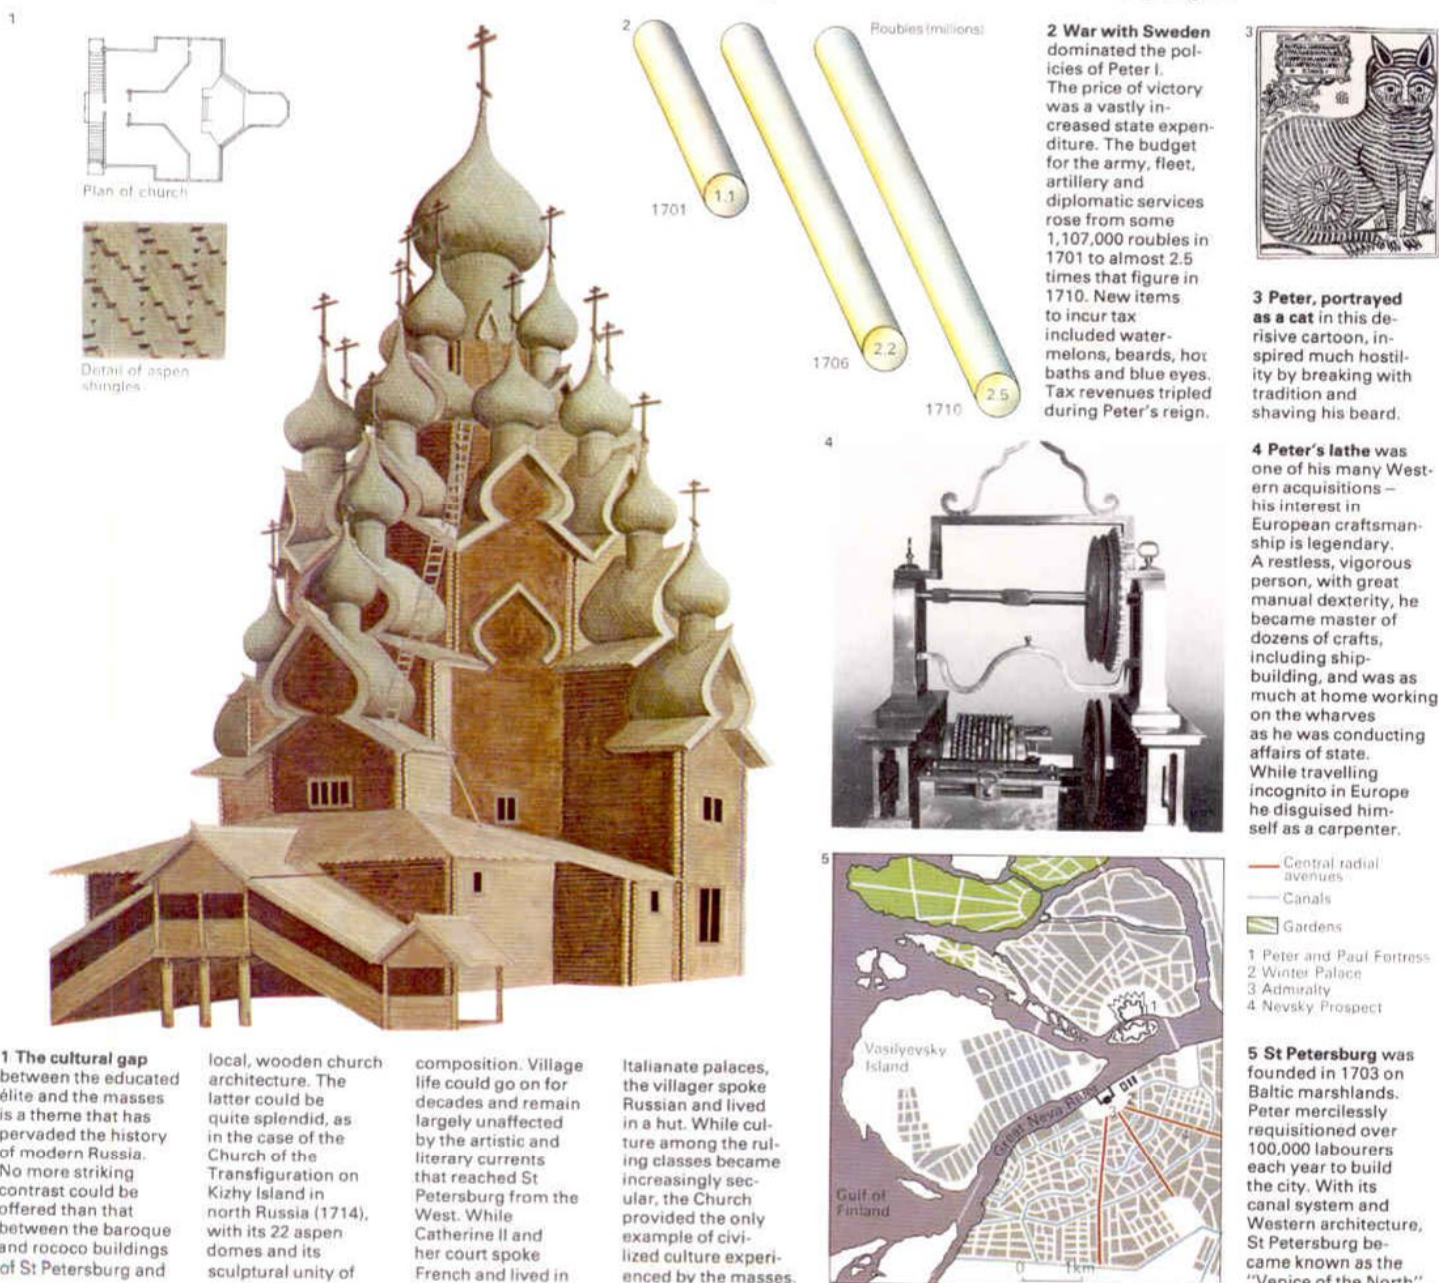 1
Plan of church
Detail of aspen
shingles
2
Roubles (millions)
1701
1.1
1706
2.2
1710
2.5
2 War with Sweden
dominated the pol-
icies of Peter I.
The price of victory
was a vastly in-
creased state expen-
diture. The budget
for the army, fleet,
artillery and
diplomatic services
rose from some
1,107,000 roubles in
1701 to almost 2.5
times that figure in
1710. New items
to incur tax
included water-
melons, beards, hot
baths and blue eyes.
Tax revenues tripled
during Peter's reign.
3
3 Peter, portrayed
as a cat in this de-
risive cartoon, in-
spired much hostil-
ity by breaking with
tradition and
shaving his beard.
4
4 Peter's lathe was
one of his many West-
ern acquisitions –
his interest in
European craftsman-
ship is legendary.
A restless, vigorous
person, with great
manual dexterity, he
became master of
dozens of crafts,
including ship-
building, and was as
much at home working
on the wharves
as he was conducting
affairs of state.
While travelling
incognito in Europe
he disguised him-
self as a carpenter.
5
Central radial
avenues
Canals
Gardens
1 Peter and Paul Fortress
2 Winter Palace
3 Admiralty
4 Nevsky Prospect
1
Vasilyevsky
Island
Great Neva River
2
3
4
Gulf of
Finland
0 1km
1 The cultural gap
between the educated
élite and the masses
is a theme that has
pervaded the history
of modern Russia.
No more striking
contrast could be
offered than that
between the baroque
and rococo buildings
of St Petersburg and
local, wooden church
architecture. The
latter could be
quite splendid, as
in the case of the
Church of the
Transfiguration on
Kizhy Island in
north Russia (1714),
with its 22 aspen
domes and its
sculptural unity of
composition. Village
life could go on for
decades and remain
largely unaffected
by the artistic and
literary currents
that reached St
Petersburg from the
West. While
Catherine II and
her court spoke
French and lived in
Italianate palaces,
the villager spoke
Russian and lived
in a hut. While cul-
ture among the rul-
ing classes became
increasingly sec-
ular, the Church
provided the only
example of civi-
lized culture experi-
enced by the masses.
5 St Petersburg was
founded in 1703 on
Baltic marshlands.
Peter mercilessly
requisitioned over
100,000 labourers
each year to build
the city. With its
canal system and
Western architecture,
St Petersburg be-
came known as the
"Venice of the North"